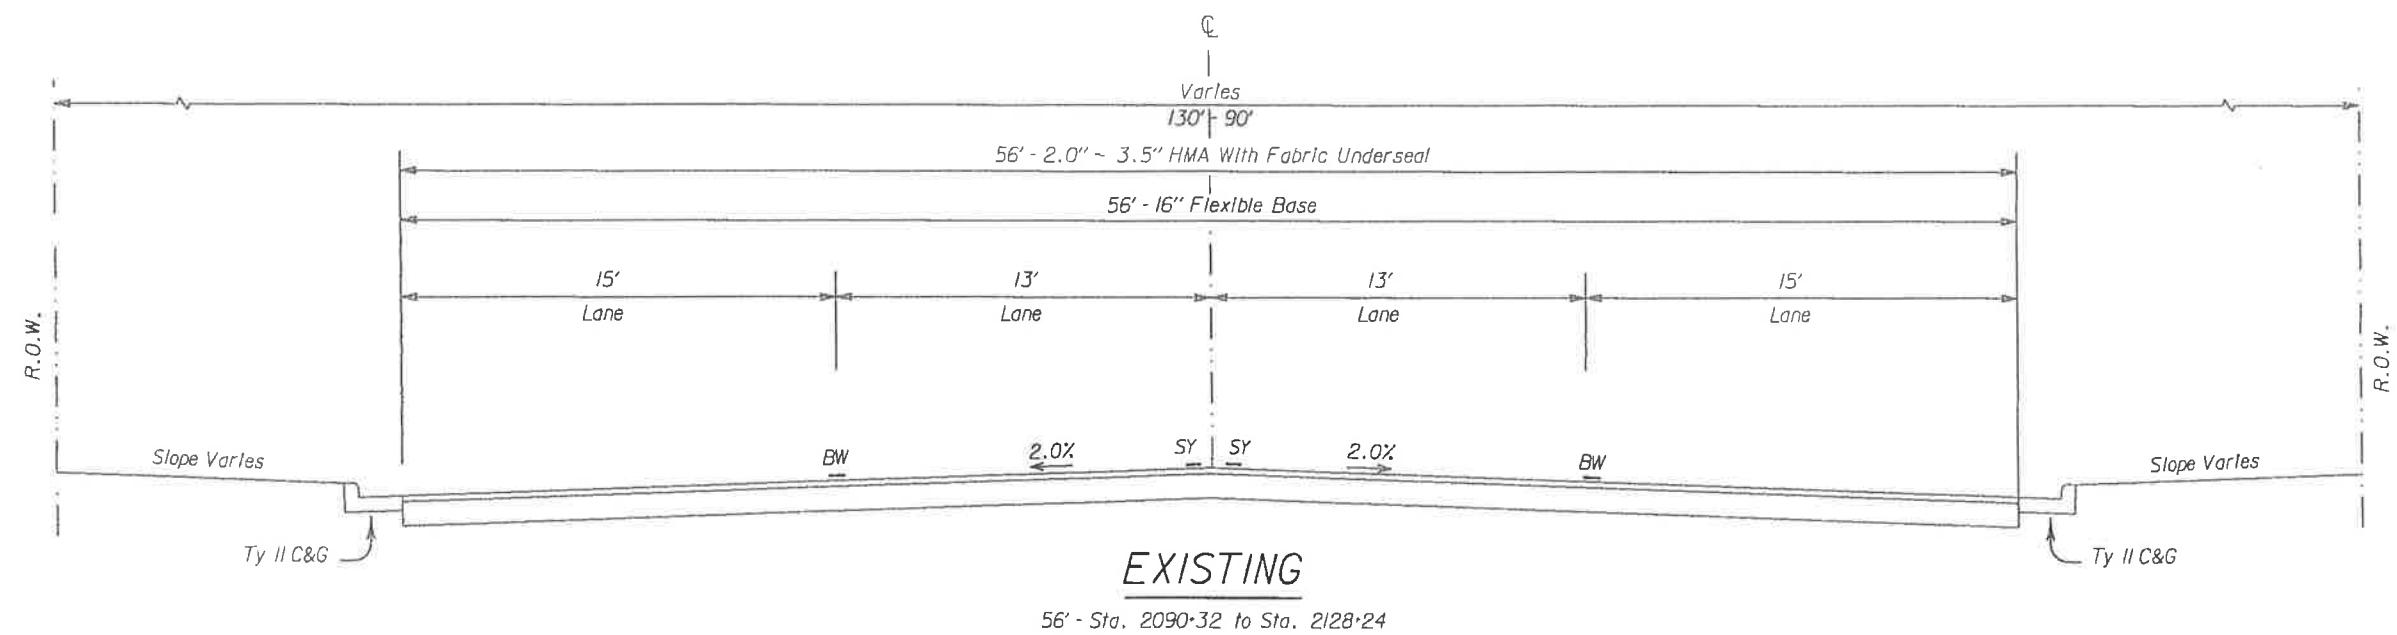 ℄
Varies
130' - 90'
56' - 2.0" ~ 3.5" HMA With Fabric Underseal
56' - 16" Flexible Base
15' 13' 13' 15'
Lane Lane Lane Lane
R.O.W.
R.O.W.
Slope Varies BW 2.0% SY SY 2.0% BW Slope Varies
Ty II C&G Ty II C&G
EXISTING
56' - Sta. 2090+32 to Sta. 2128+24